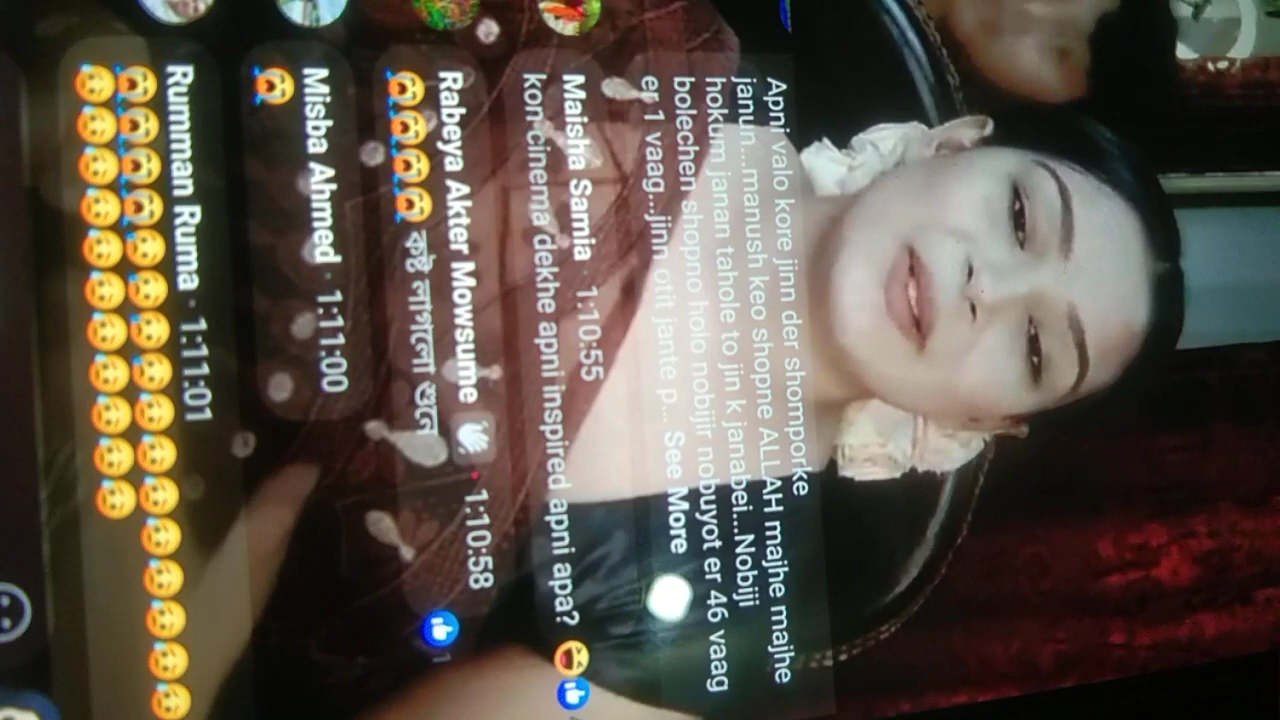 Apni valo kore jinn der shomporke
janun...manush keo shopne ALLAH majhe majhe
hokum janan tahole to jin k janabei...Nobiji
bolechen shopno holo nobijir nobuyot er 46 vaag
er 1 vaag...jinn otit jante p... See More
Maisha Samia · 1:10:55
kon cinema dekhe apni inspired apni apa?
Rabeya Akter Mowsume 🕊 · 1:10:58
😭😭😭😭 কষ্ট লাগলো শুনে
1
Misba Ahmed · 1:11:00
😭
Rumman Ruma · 1:11:01
😭😭😭😭😢😢😢😢😢😢😢😢😢😢😢😢
😢😢😢😢😢😢😢😢😢😢😢